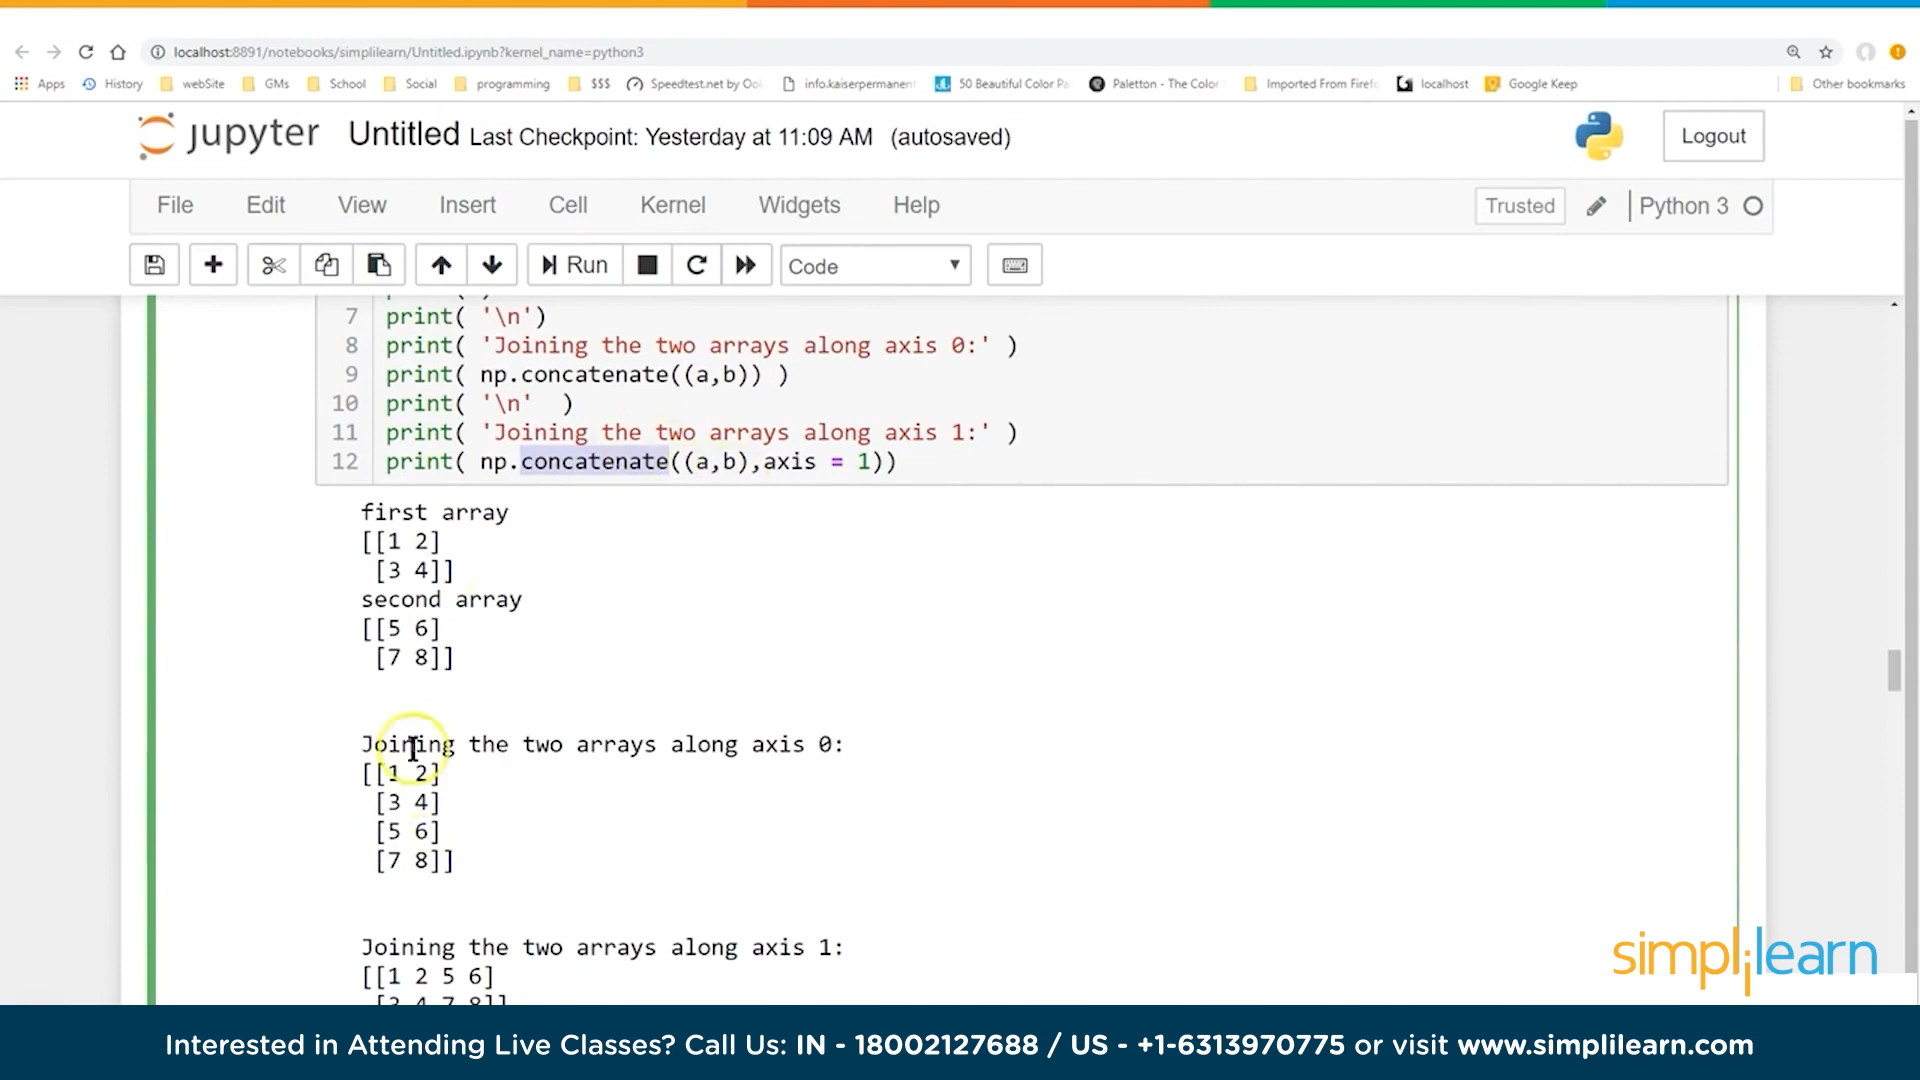 localhost:8891/notebooks/simplilearn/Untitled.ipynb?kernel_name=python3
Apps History webSite GMs School Social programming $$$ Speedtest.net by Ook info.kaiserpermanent 50 Beautiful Color Pa Paletton - The Color Imported From Firefo localhost Google Keep Other bookmarks
jupyter Untitled Last Checkpoint: Yesterday at 11:09 AM (autosaved) Logout
File Edit View Insert Cell Kernel Widgets Help Trusted Python 3
Run Code
7 print( '\n')
8 print( 'Joining the two arrays along axis 0:' )
9 print( np.concatenate((a,b)) )
10 print( '\n' )
11 print( 'Joining the two arrays along axis 1:' )
12 print( np.concatenate((a,b),axis = 1))
first array
[[1 2]
[3 4]]
second array
[[5 6]
[7 8]]
Joining the two arrays along axis 0:
[[1 2]
[3 4]
[5 6]
[7 8]]
Joining the two arrays along axis 1:
[[1 2 5 6]
[3 4 7 8]]
simplilearn
Interested in Attending Live Classes? Call Us: IN - 18002127688 / US - +1-6313970775 or visit www.simplilearn.com